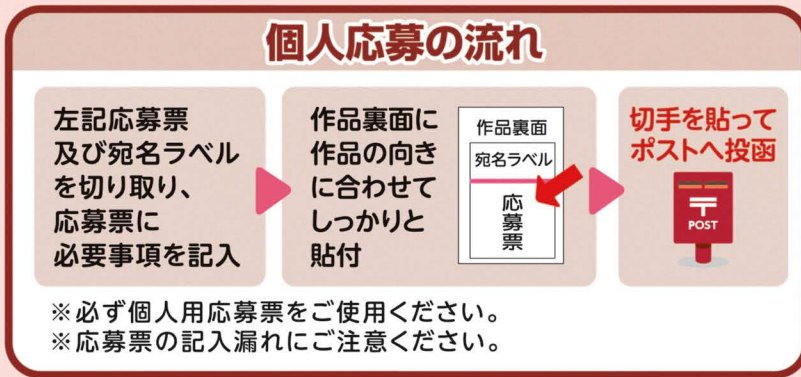 個人応募の流れ
左記応募票
及び宛名ラベル
を切り取り、
応募票に
必要事項を記入
作品裏面に
作品の向き
に合わせて
しっかりと
貼付
作品裏面
宛名ラベル
応募票
切手を貼って
ポストへ投函
〒
POST
※必ず個人用応募票をご使用ください。
※応募票の記入漏れにご注意ください。